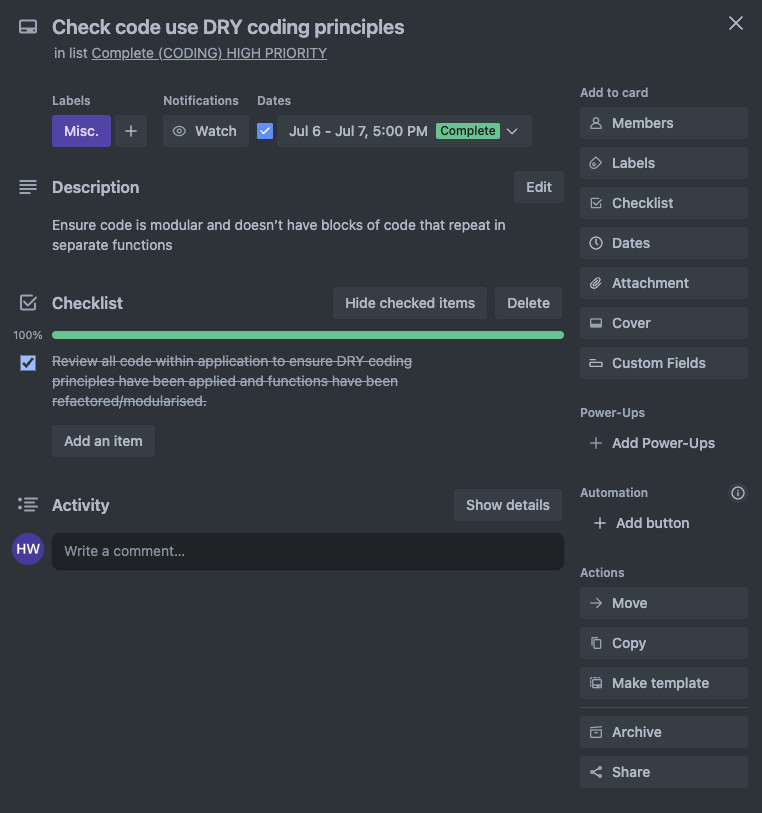 Check code use DRY coding principles
in list Complete (CODING) HIGH PRIORITY
Labels
Misc.
Notifications
Watch
Dates
Jul 6 - Jul 7, 5:00 PM Complete
Description
Edit
Ensure code is modular and doesn’t have blocks of code that repeat in
separate functions
Checklist
Hide checked items
Delete
100%
Review all code within application to ensure DRY coding
principles have been applied and functions have been
refactored/modularised.
Add an item
Activity
Show details
HW
Write a comment…
Add to card
Members
Labels
Checklist
Dates
Attachment
Cover
Custom Fields
Power-Ups
Add Power-Ups
Automation
Add button
Actions
Move
Copy
Make template
Archive
Share